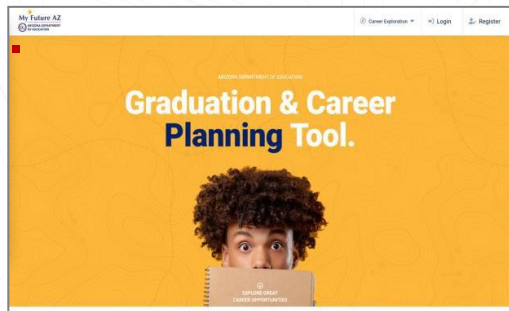 My Future AZ
ARIZONA DEPARTMENT
OF EDUCATION
Career Exploration
Login
Register
ARIZONA DEPARTMENT OF EDUCATION
Graduation & Career
Planning Tool.
EXPLORE GREAT
CAREER OPPORTUNITIES